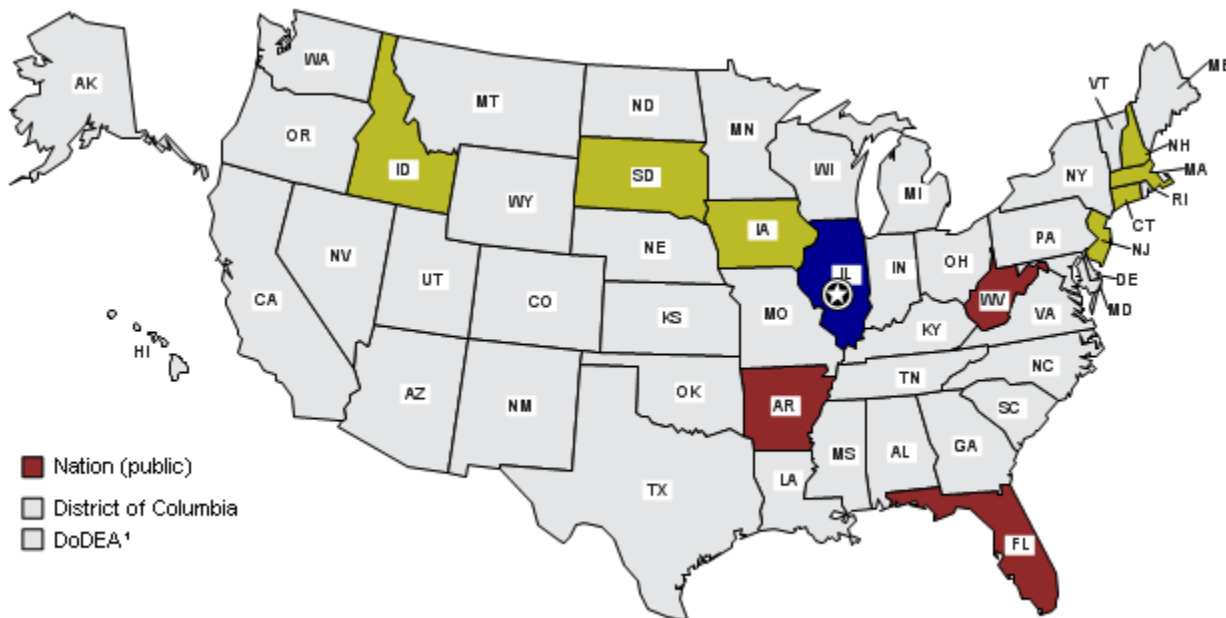 AK
WA
MT
ND
MN
ME
VT
OR
ID
SD
WI
MI
NY
NH
MA
RI
CT
WY
IA
PA
NJ
NV
UT
NE
IL
IN
OH
DE
MD
CA
CO
KS
MO
WV
VA
KY
HI
AZ
NM
OK
AR
TN
NC
SC
MS
AL
GA
LA
TX
FL
Nation (public)
District of Columbia
DoDEA¹